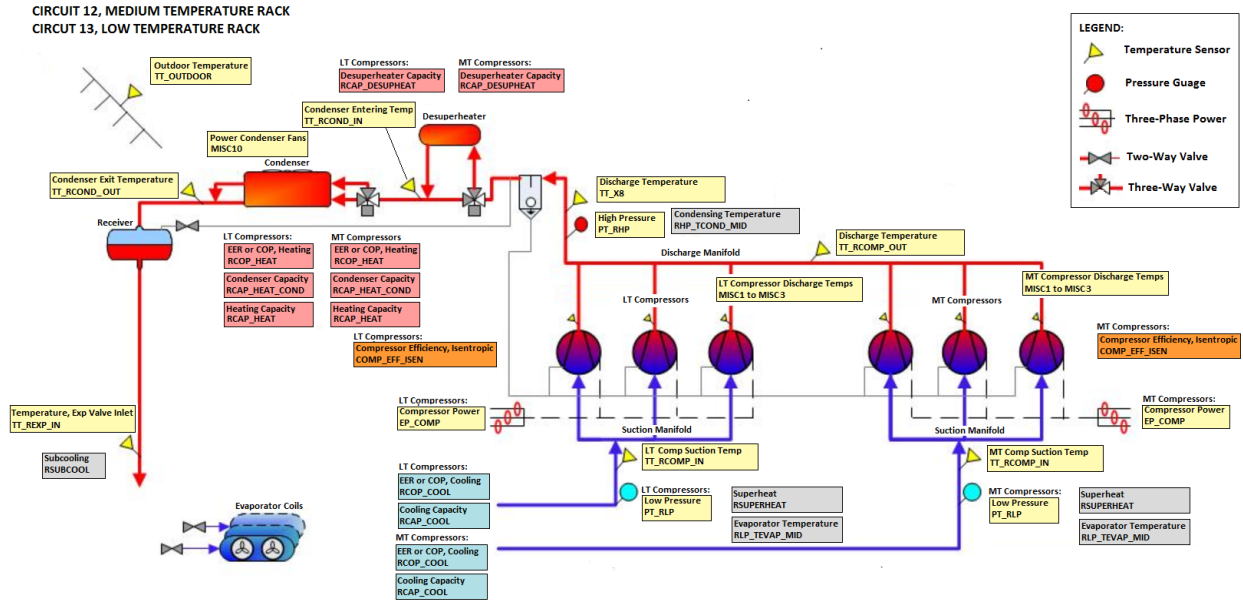 CIRCUIT 12, MEDIUM TEMPERATURE RACK
CIRCUT 13, LOW TEMPERATURE RACK
LEGEND:
Temperature Sensor
Pressure Guage
Three-Phase Power
Two-Way Valve
Three-Way Valve
Outdoor Temperature
TT_OUTDOOR
LT Compressors:
Desuperheater Capacity
RCAP_DESUPHEAT
MT Compressors:
Desuperheater Capacity
RCAP_DESUPHEAT
Condenser Entering Temp
TT_RCOND_IN
Desuperheater
Power Condenser Fans
MISC10
Condenser
Condenser Exit Temperature
TT_RCOND_OUT
Receiver
Discharge Temperature
TT_X8
High Pressure
PT_RHP
Condensing Temperature
RHP_TCOND_MID
Discharge Temperature
TT_RCOMP_OUT
Discharge Manifold
LT Compressors:
EER or COP, Heating
RCOP_HEAT
Condenser Capacity
RCAP_HEAT_COND
Heating Capacity
RCAP_HEAT
MT Compressors
EER or COP, Heating
RCOP_HEAT
Condenser Capacity
RCAP_HEAT_COND
Heating Capacity
RCAP_HEAT
LT Compressors
LT Compressor Discharge Temps
MISC1 to MISC3
MT Compressors
MT Compressor Discharge Temps
MISC1 to MISC3
LT Compressors:
Compressor Efficiency, Isentropic
COMP_EFF_ISEN
MT Compressors:
Compressor Efficiency, Isentropic
COMP_EFF_ISEN
LT Compressors:
Compressor Power
EP_COMP
MT Compressors:
Compressor Power
EP_COMP
Temperature, Exp Valve Inlet
TT_REXP_IN
Subcooling
RSUBCOOL
Suction Manifold
Suction Manifold
LT Comp Suction Temp
TT_RCOMP_IN
MT Comp Suction Temp
TT_RCOMP_IN
LT Compressors:
EER or COP, Cooling
RCOP_COOL
Cooling Capacity
RCAP_COOL
LT Compressors:
Low Pressure
PT_RLP
Superheat
RSUPERHEAT
Evaporator Temperature
RLP_TEVAP_MID
MT Compressors:
Low Pressure
PT_RLP
Superheat
RSUPERHEAT
Evaporator Temperature
RLP_TEVAP_MID
Evaporator Coils
MT Compressors:
EER or COP, Cooling
RCOP_COOL
Cooling Capacity
RCAP_COOL